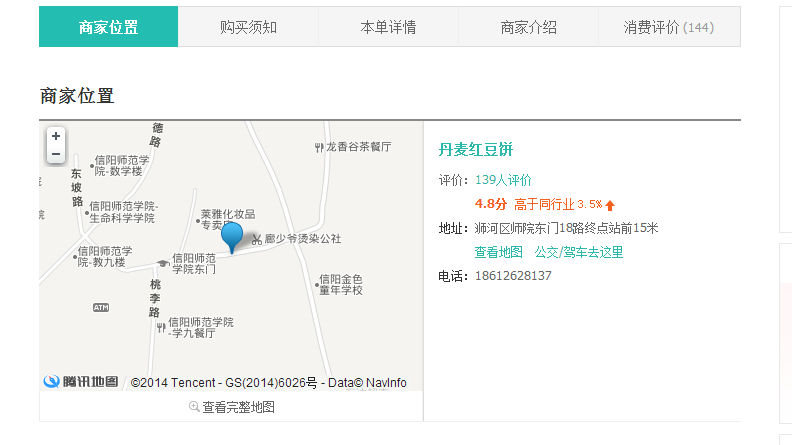 商家位置
购买须知
本单详情
商家介绍
消费评价 (144)
商家位置
+
−
德
路
龙香谷茶餐厅
信阳师范学
院-数学楼
东
坡
路
信阳师范学院-
生命科学学院
莱雅化妆品
专卖
廊少爷烫染公社
信阳师范学
院-教九楼
信阳师范
学院东门
信阳金色
童年学校
桃
李
路
ATM
信阳师范学院
-学九餐厅
腾讯地图
©2014 Tencent - GS(2014)6026号 - Data© NavInfo
查看完整地图
丹麦红豆饼
评价：139人评价
4.8分 高于同行业 3.5%
地址：浉河区师院东门18路终点站前15米
查看地图 公交/驾车去这里
电话：18612628137